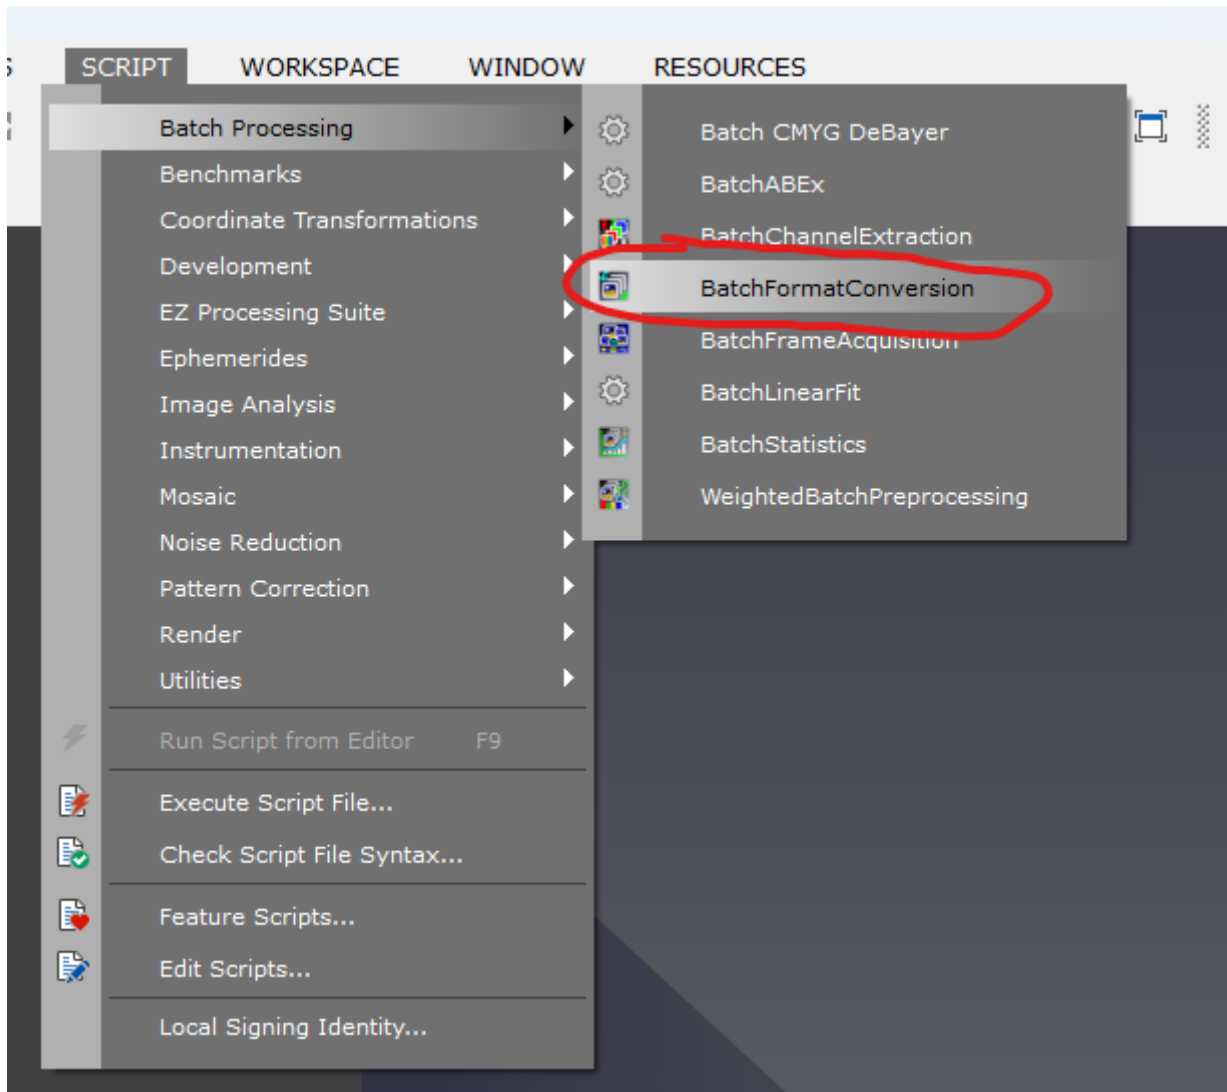 SCRIPT WORKSPACE WINDOW RESOURCES
Batch Processing
Benchmarks
Coordinate Transformations
Development
EZ Processing Suite
Ephemerides
Image Analysis
Instrumentation
Mosaic
Noise Reduction
Pattern Correction
Render
Utilities
Run Script from Editor F9
Execute Script File...
Check Script File Syntax...
Feature Scripts...
Edit Scripts...
Local Signing Identity...
Batch CMYG DeBayer
BatchABEx
BatchChannelExtraction
BatchFormatConversion
BatchFrameAcquisition
BatchLinearFit
BatchStatistics
WeightedBatchPreprocessing